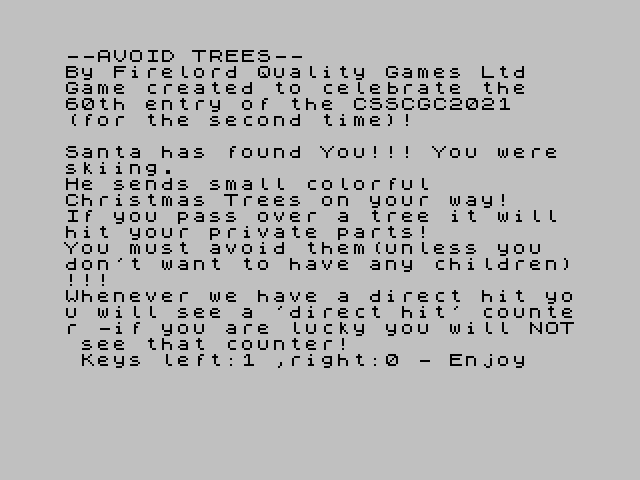 --AVOID TREES--
By Firelord Quality Games Ltd
Game created to celebrate the
60th entry of the CSSCGC2021
(for the second time)!
Santa has found You!!! You were
skiing.
He sends small colorful
Christmas Trees on your way!
If you pass over a tree it will
hit your private parts!
You must avoid them(unless you
don't want to have any children)
!!!
Whenever we have a direct hit yo
u will see a 'direct hit' counte
r -if you are lucky you will NOT
see that counter!
Keys left:1 ,right:0 - Enjoy